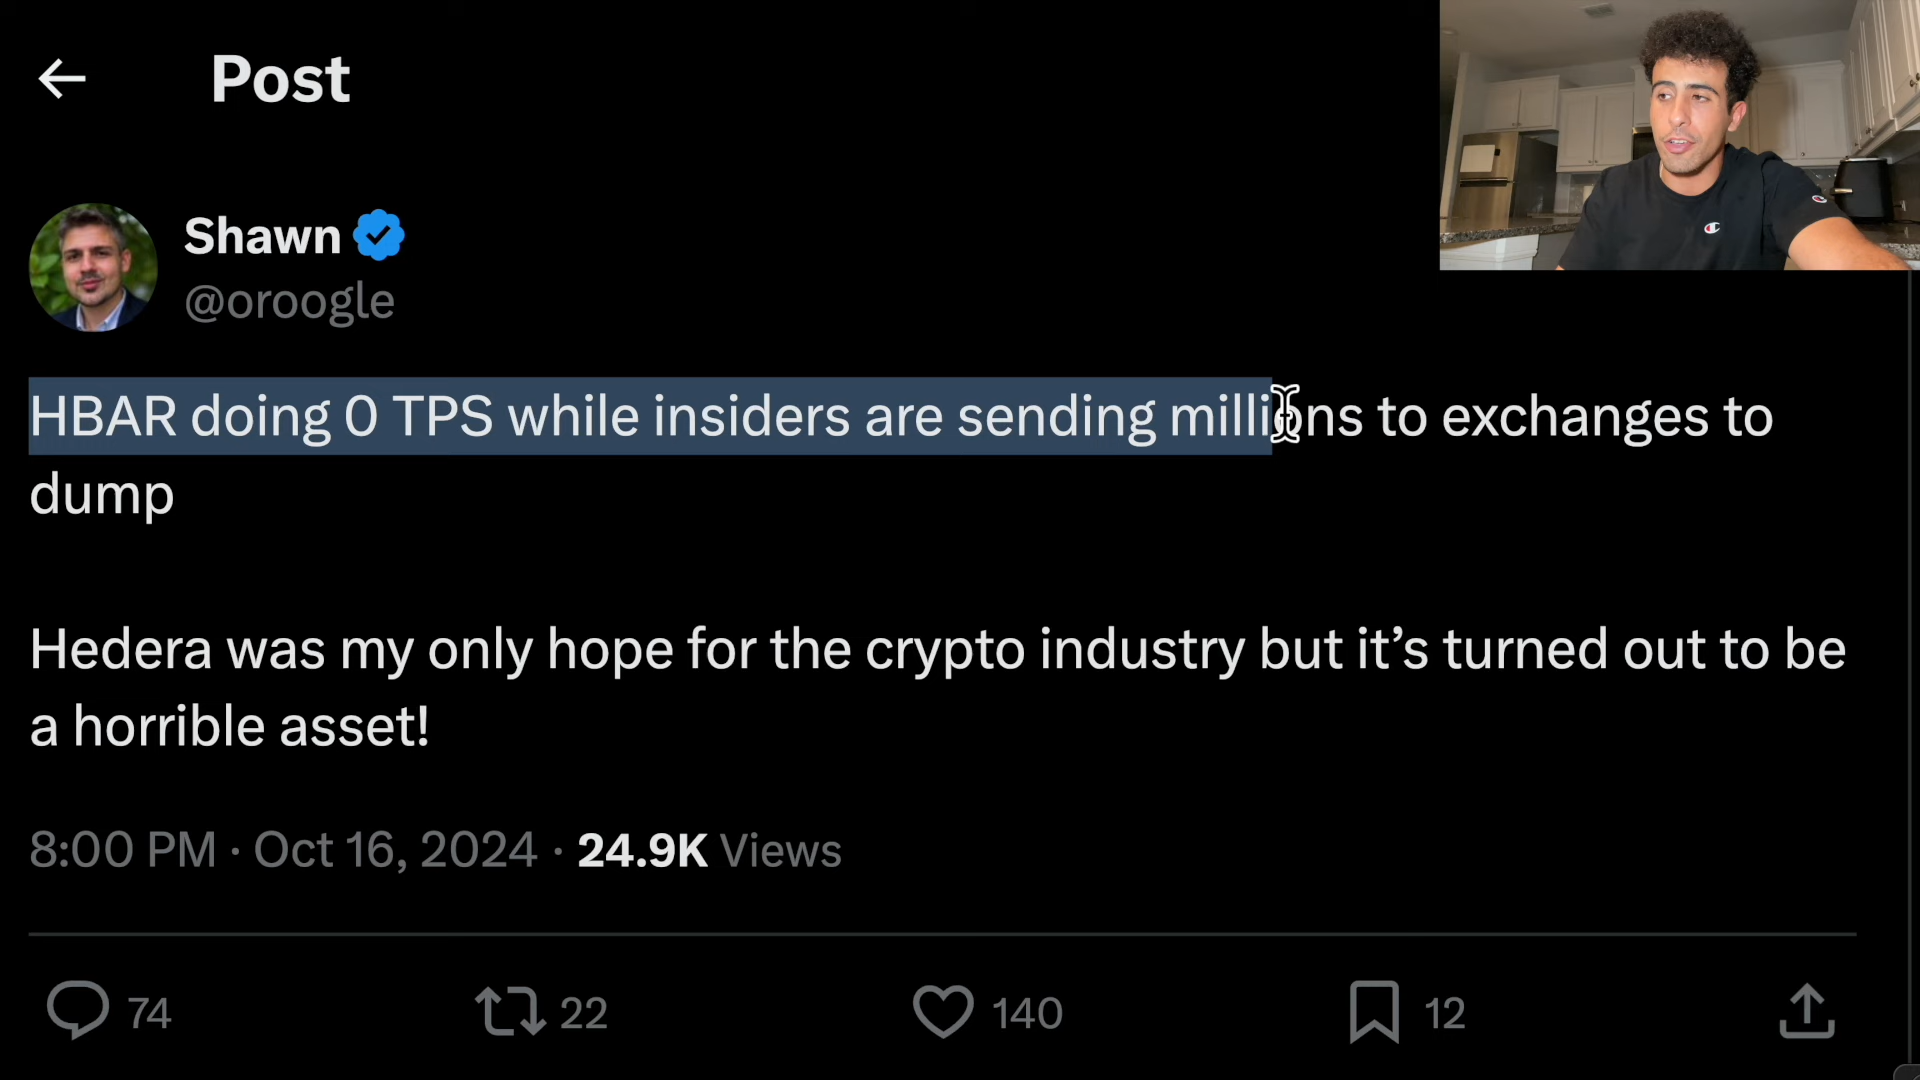 Post
Shawn
@oroogle
HBAR doing 0 TPS while insiders are sending millions to exchanges to
dump
Hedera was my only hope for the crypto industry but it’s turned out to be
a horrible asset!
8:00 PM · Oct 16, 2024 · 24.9K Views
74 22 140 12